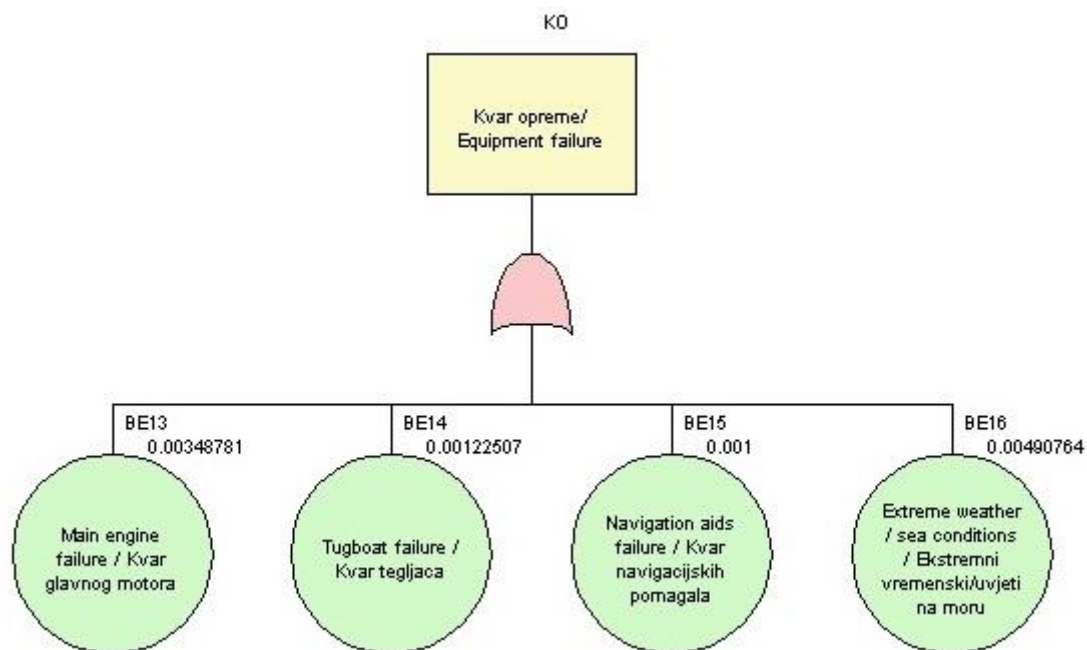 KO
Kvar opreme/
Equipment failure
BE13
0.00348781
BE14
0.00122507
BE15
0.001
BE16
0.00490764
Main engine
failure / Kvar
glavnog motora
Tugboat failure /
Kvar tegljaca
Navigation aids
failure / Kvar
navigacijskih
pomagala
Extreme weather
/ sea conditions
/ Ekstremni
vremenski/uvjeti
na moru